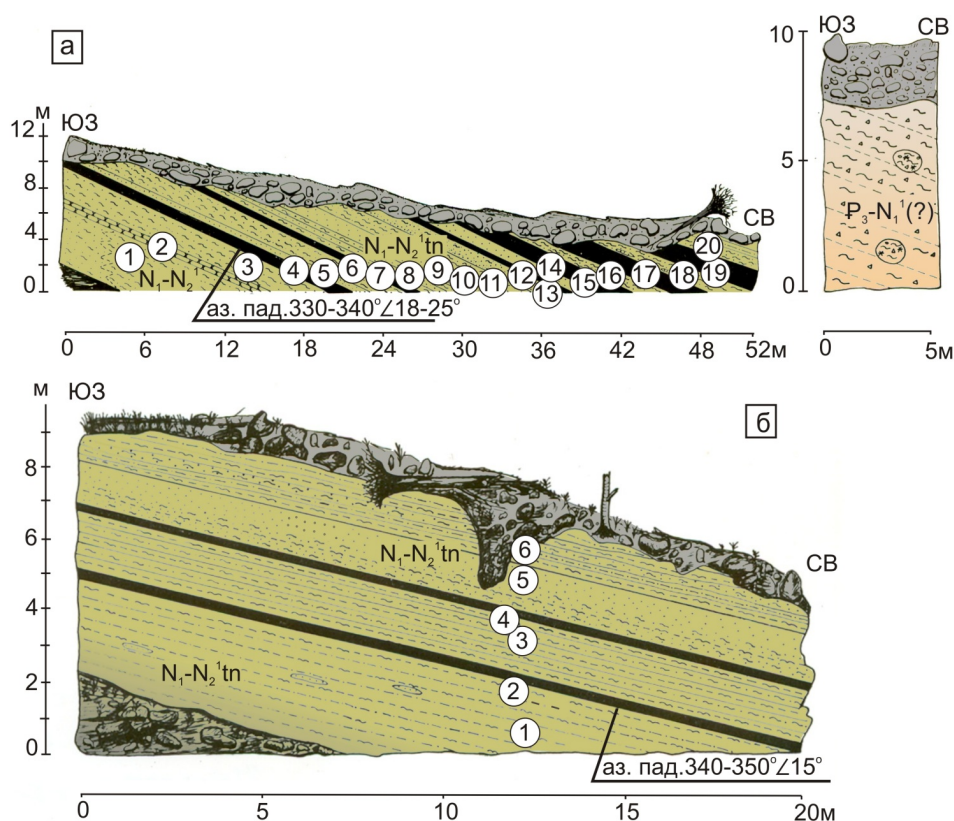 а
м
ЮЗ
12
8
4
0
СВ
1
2
3
4
5
6
7
8
9
10
11
12
13
14
15
16
17
18
19
20
N₁-N₂
N₁-N₂¹tn
аз. пад.330-340°∠18-25°
0 6 12 18 24 30 36 42 48 52м
ЮЗ СВ
10
5
0
Ꝑ₃-N₁¹(?)
0 5м
б
м
ЮЗ
8
6
4
2
0
СВ
N₁-N₂¹tn
6
5
4
3
N₁-N₂¹tn
2
1
аз. пад.340-350°∠15°
0 5 10 15 20м